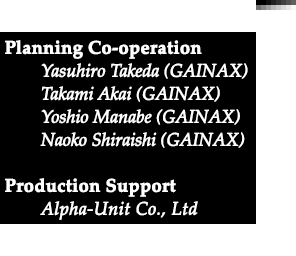 Planning Co-operation
Yasuhiro Takeda (GAINAX)
Takami Akai (GAINAX)
Yoshio Manabe (GAINAX)
Naoko Shiraishi (GAINAX)
Production Support
Alpha-Unit Co., Ltd